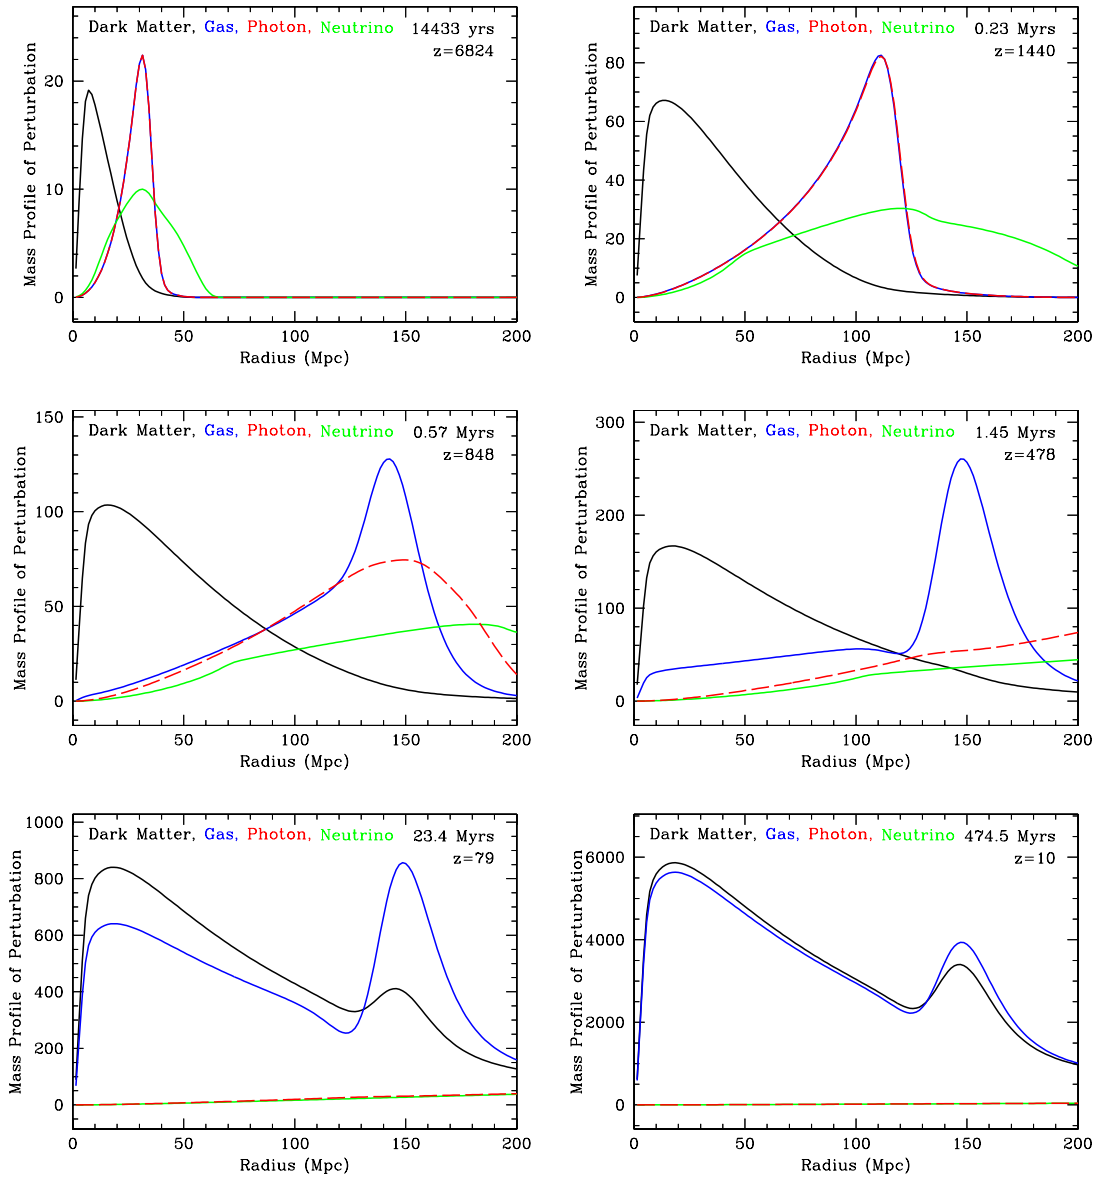 Dark Matter, Gas, Photon, Neutrino 14433 yrs
z=6824
Mass Profile of Perturbation
20
10
0
0 50 100 150 200
Radius (Mpc)
Dark Matter, Gas, Photon, Neutrino 0.23 Myrs
z=1440
Mass Profile of Perturbation
80
60
40
20
0
0 50 100 150 200
Radius (Mpc)
Dark Matter, Gas, Photon, Neutrino 0.57 Myrs
z=848
Mass Profile of Perturbation
150
100
50
0
0 50 100 150 200
Radius (Mpc)
Dark Matter, Gas, Photon, Neutrino 1.45 Myrs
z=478
Mass Profile of Perturbation
300
200
100
0
0 50 100 150 200
Radius (Mpc)
Dark Matter, Gas, Photon, Neutrino 23.4 Myrs
z=79
Mass Profile of Perturbation
1000
800
600
400
200
0
0 50 100 150 200
Radius (Mpc)
Dark Matter, Gas, Photon, Neutrino 474.5 Myrs
z=10
Mass Profile of Perturbation
6000
4000
2000
0
0 50 100 150 200
Radius (Mpc)